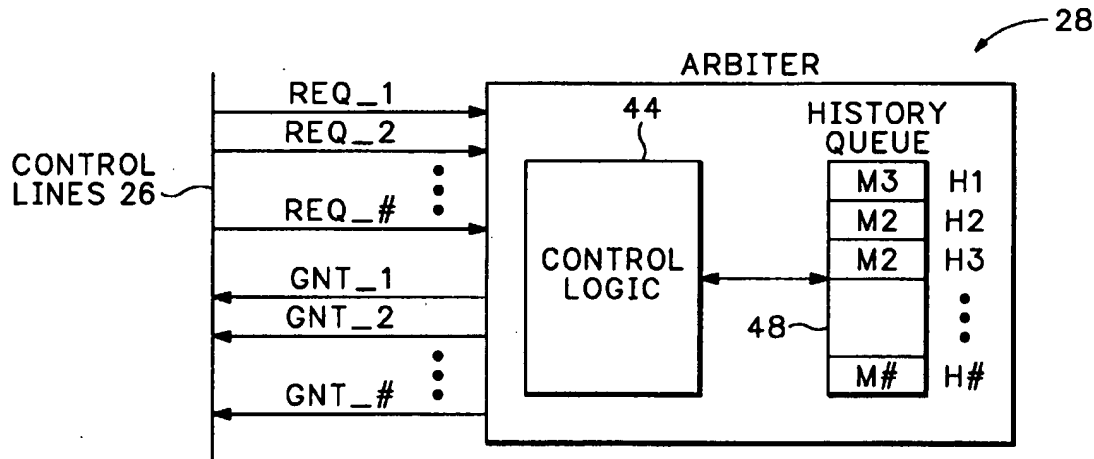 28
ARBITER
REQ_1
REQ_2
REQ_#
CONTROL
LINES 26
GNT_1
GNT_2
GNT_#
44
CONTROL
LOGIC
HISTORY
QUEUE
M3 H1
M2 H2
M2 H3
48
M# H#